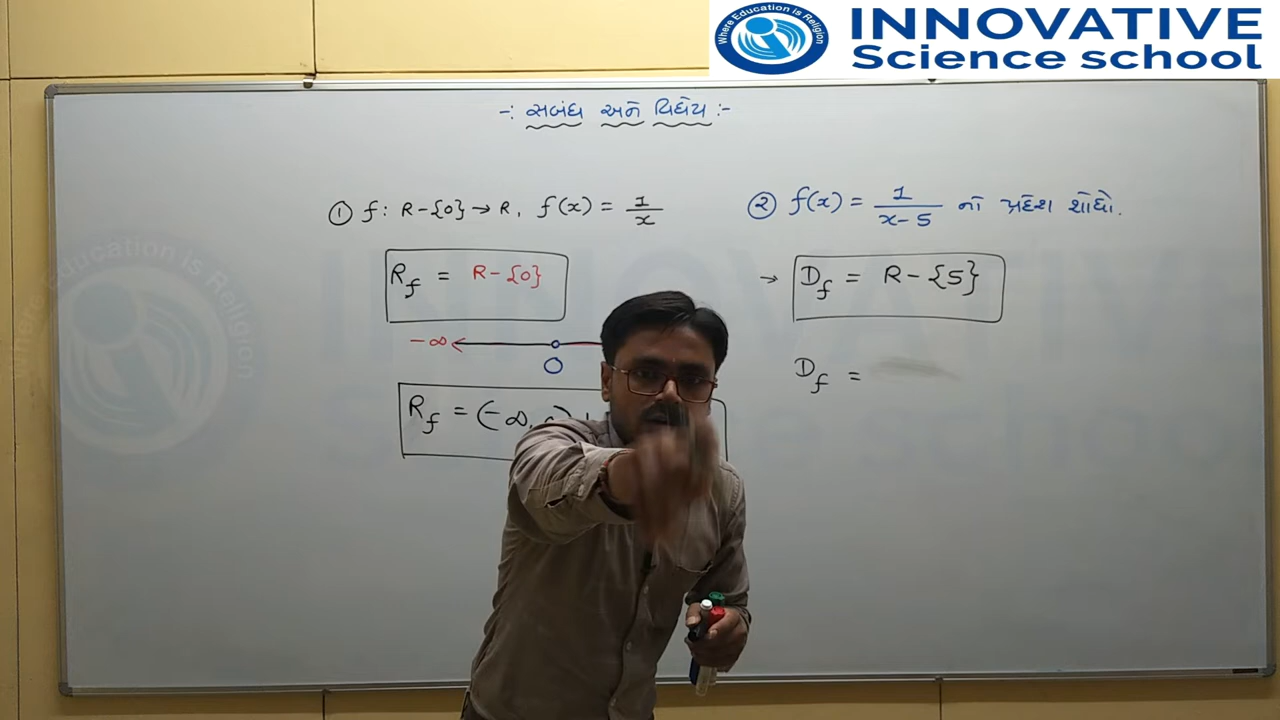 Where Education is Religion
INNOVATIVE
Science school
-: સબંધ અને વિધેય :-
① f : R-{0} → R, f(x) = 1/x
R_f = R-{0}
-∞
0
R_f = (-∞,
② f(x) = 1/(x-5) નો પ્રદેશ શોધો.
→ D_f = R-{5}
D_f =